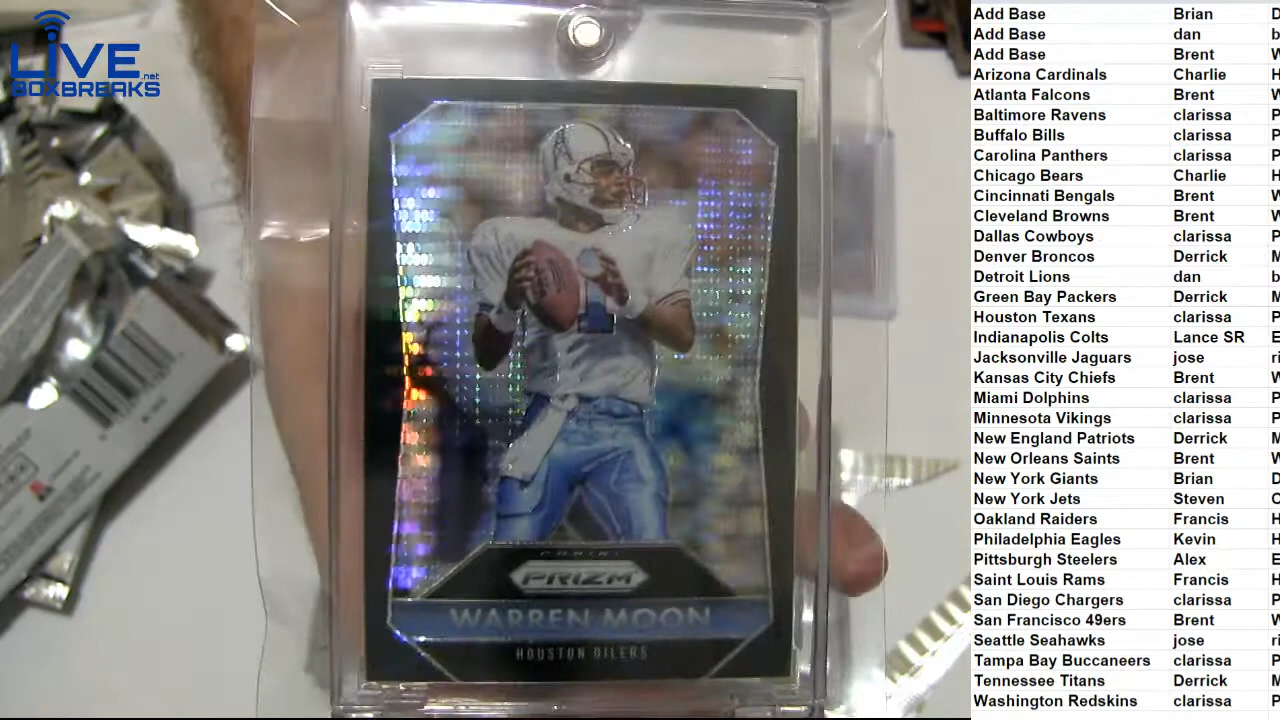 LIVE
.net
BOXBREAKS
PANINI
PRIZM
WARREN MOON
HOUSTON OILERS
Add Base Brian D
Add Base dan b
Add Base Brent W
Arizona Cardinals Charlie H
Atlanta Falcons Brent W
Baltimore Ravens clarissa P
Buffalo Bills clarissa P
Carolina Panthers clarissa P
Chicago Bears Charlie H
Cincinnati Bengals Brent W
Cleveland Browns Brent W
Dallas Cowboys clarissa P
Denver Broncos Derrick M
Detroit Lions dan b
Green Bay Packers Derrick M
Houston Texans clarissa P
Indianapolis Colts Lance SR E
Jacksonville Jaguars jose ri
Kansas City Chiefs Brent W
Miami Dolphins clarissa P
Minnesota Vikings clarissa P
New England Patriots Derrick M
New Orleans Saints Brent W
New York Giants Brian D
New York Jets Steven C
Oakland Raiders Francis H
Philadelphia Eagles Kevin H
Pittsburgh Steelers Alex E
Saint Louis Rams Francis H
San Diego Chargers clarissa P
San Francisco 49ers Brent W
Seattle Seahawks jose ri
Tampa Bay Buccaneers clarissa P
Tennessee Titans Derrick M
Washington Redskins clarissa P